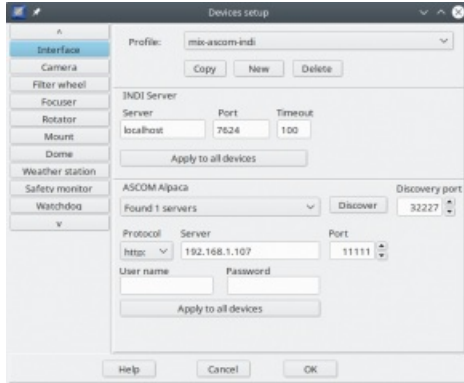 Devices setup
Interface
Camera
Filter wheel
Focuser
Rotator
Mount
Dome
Weather station
Safety monitor
Watchdog
Profile: mix-ascom-indi
Copy New Delete
INDI Server
Server Port Timeout
localhost 7624 100
Apply to all devices
ASCOM Alpaca Discovery port
Found 1 servers Discover 32227
Protocol Server Port
http: 192.168.1.107 11111
User name Password
Apply to all devices
Help Cancel OK